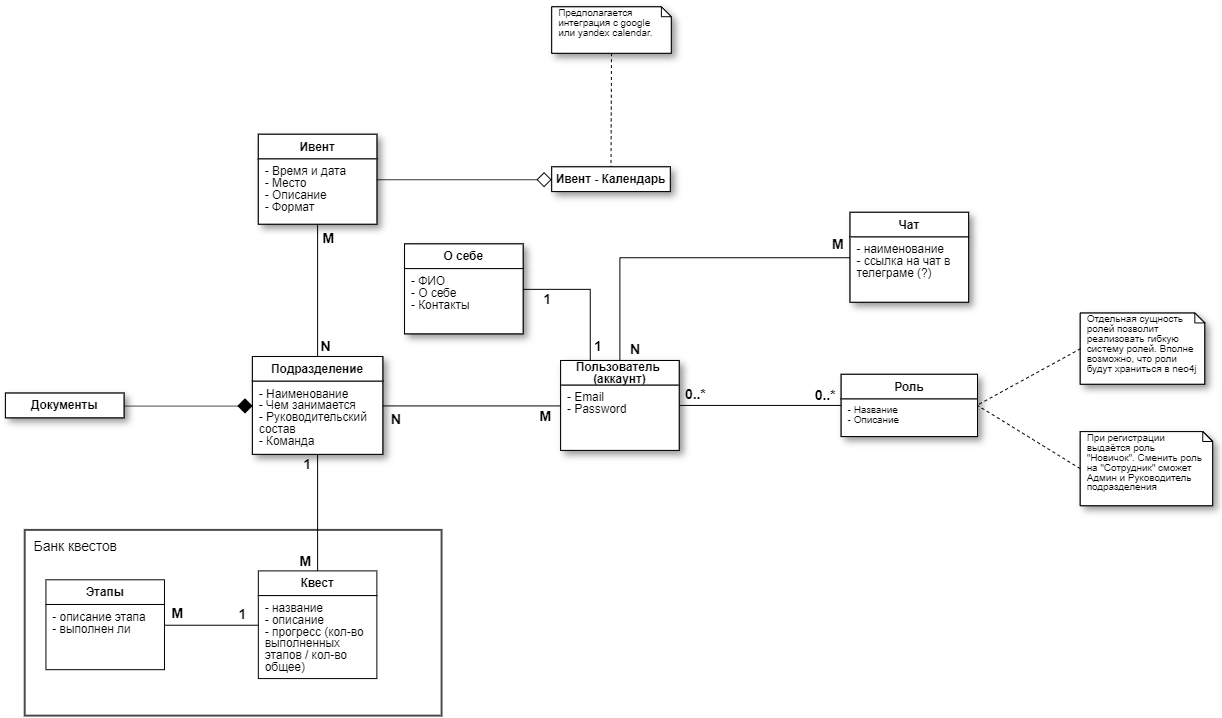 Предполагается
интеграция с google
или yandex calendar.
Ивент
- Время и дата
- Место
- Описание
- Формат
Ивент - Календарь
M
N
О себе
- ФИО
- О себе
- Контакты
1
1
Чат
- наименование
- ссылка на чат в
телеграме (?)
M
N
Отдельная сущность
ролей позволит
реализовать гибкую
систему ролей. Вполне
возможно, что роли
будут храниться в neo4j
Документы
Подразделение
- Наименование
- Чем занимается
- Руководительский
состав
- Команда
N
M
Пользователь
(аккаунт)
- Email
- Password
0..*
0..*
Роль
- Название
- Описание
При регистрации
выдаётся роль
"Новичок". Сменить роль
на "Сотрудник" сможет
Админ и Руководитель
подразделения
1
M
Банк квестов
Этапы
- описание этапа
- выполнен ли
M
1
Квест
- название
- описание
- прогресс (кол-во
выполненных
этапов / кол-во
общее)